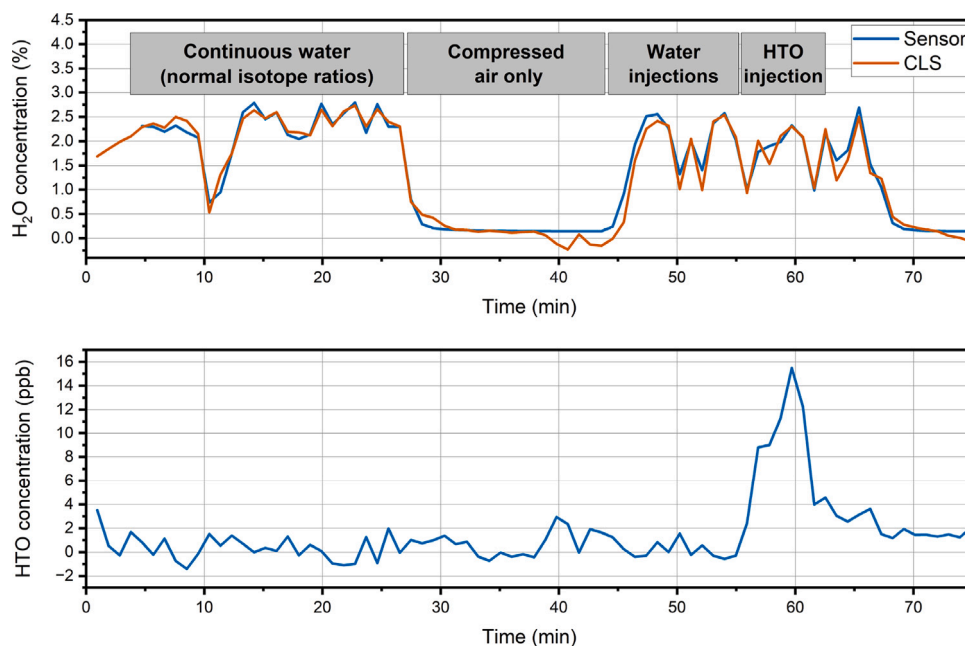 4.5
4.0
3.5
3.0
2.5
2.0
1.5
1.0
0.5
0.0
H₂O concentration (%)
Continuous water
(normal isotope ratios)
Compressed
air only
Water
injections
HTO
injection
Sensor
CLS
0 10 20 30 40 50 60 70
Time (min)
16
14
12
10
8
6
4
2
0
−2
HTO concentration (ppb)
0 10 20 30 40 50 60 70
Time (min)